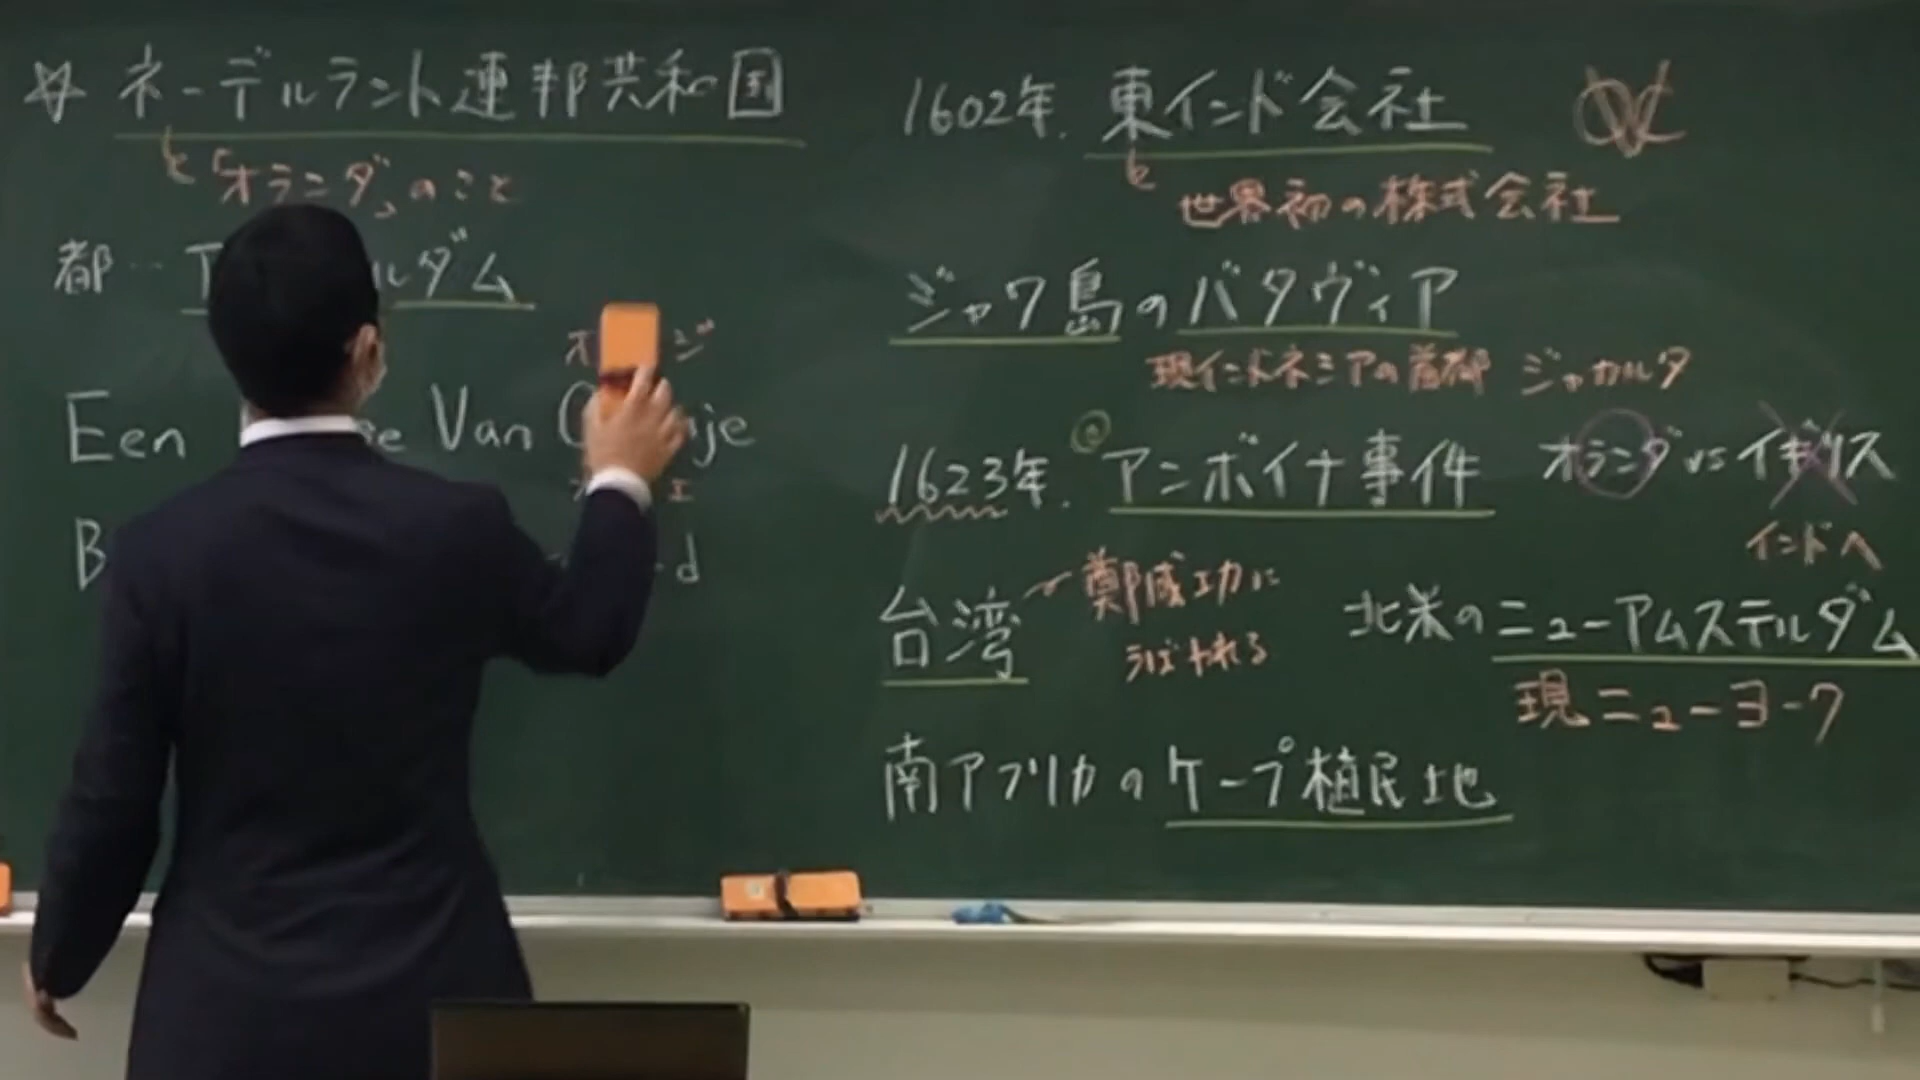 ☆ ネーデルラント連邦共和国
「オランダ」のこと
都‥ ルダム
Een Van
B d
1602年. 東インド会社
世界初の株式会社
ジャワ島のバタヴィア
現インドネシアの首都 ジャカルタ
1623年. アンボイナ事件 オランダ vs イギリス
インドへ
台湾 鄭成功に
うばわれる
北米のニューアムステルダム
現ニューヨーク
南アフリカのケープ植民地